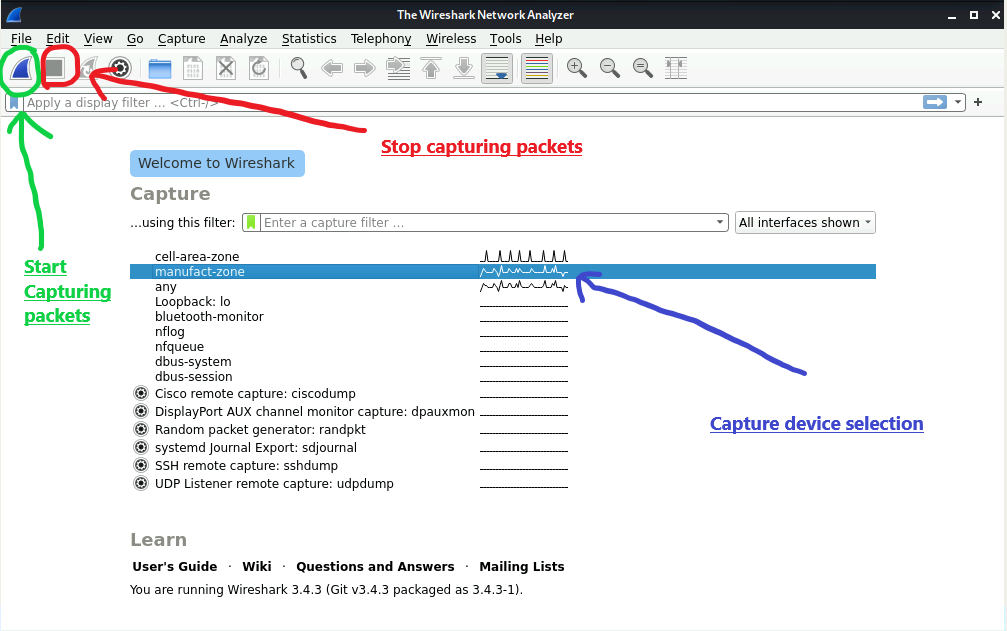 The Wireshark Network Analyzer
File Edit View Go Capture Analyze Statistics Telephony Wireless Tools Help
Apply a display filter … <Ctrl-/>
Stop capturing packets
Welcome to Wireshark
Capture
…using this filter: Enter a capture filter … All interfaces shown
cell-area-zone
manufact-zone
Start
Capturing
packets
any
Loopback: lo
bluetooth-monitor
nflog
nfqueue
dbus-system
dbus-session
Cisco remote capture: ciscodump
DisplayPort AUX channel monitor capture: dpauxmon
Random packet generator: randpkt
systemd Journal Export: sdjournal
SSH remote capture: sshdump
UDP Listener remote capture: udpdump
Capture device selection
Learn
User's Guide · Wiki · Questions and Answers · Mailing Lists
You are running Wireshark 3.4.3 (Git v3.4.3 packaged as 3.4.3-1).